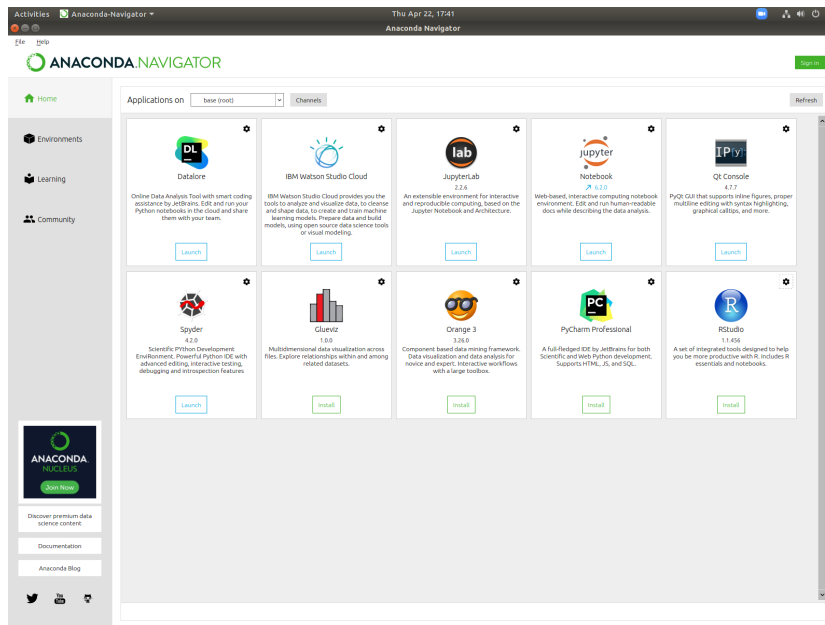 Activities Anaconda-Navigator Thu Apr 22, 17:41
Anaconda Navigator
File Help
ANACONDA.NAVIGATOR
Sign in
Home
Environments
Learning
Community
Applications on base (root) Channels Refresh
DL
Datalore
Online Data Analysis Tool with smart coding
assistance by JetBrains. Edit and run your
Python notebooks in the cloud and share
them with your team.
Launch
IBM Watson Studio Cloud
IBM Watson Studio Cloud provides you the
tools to analyze and visualize data, to cleanse
and shape data, to create and train machine
learning models. Prepare data and build
models, using open source data science tools
or visual modeling.
Launch
lab
JupyterLab
2.2.6
An extensible environment for interactive
and reproducible computing, based on the
Jupyter Notebook and Architecture.
Launch
jupyter
Notebook
6.2.0
Web-based, interactive computing notebook
environment. Edit and run human-readable
docs while describing the data analysis.
Launch
IP[y]:
Qt Console
4.7.7
PyQt GUI that supports inline figures, proper
multiline editing with syntax highlighting,
graphical calltips, and more.
Launch
Spyder
4.2.0
Scientific PYthon Development
EnviRonment. Powerful Python IDE with
advanced editing, interactive testing,
debugging and introspection features
Launch
Glueviz
1.0.0
Multidimensional data visualization across
files. Explore relationships within and among
related datasets.
Install
Orange 3
3.26.0
Component based data mining framework.
Data visualization and data analysis for
novice and expert. Interactive workflows
with a large toolbox.
Install
PC
PyCharm Professional
A full-fledged IDE by JetBrains for both
Scientific and Web Python development.
Supports HTML, JS, and SQL.
Install
R
RStudio
1.1.456
A set of integrated tools designed to help
you be more productive with R. Includes R
essentials and notebooks.
Install
ANACONDA.
NUCLEUS
Join Now
Discover premium data
science content
Documentation
Anaconda Blog
You
Tube